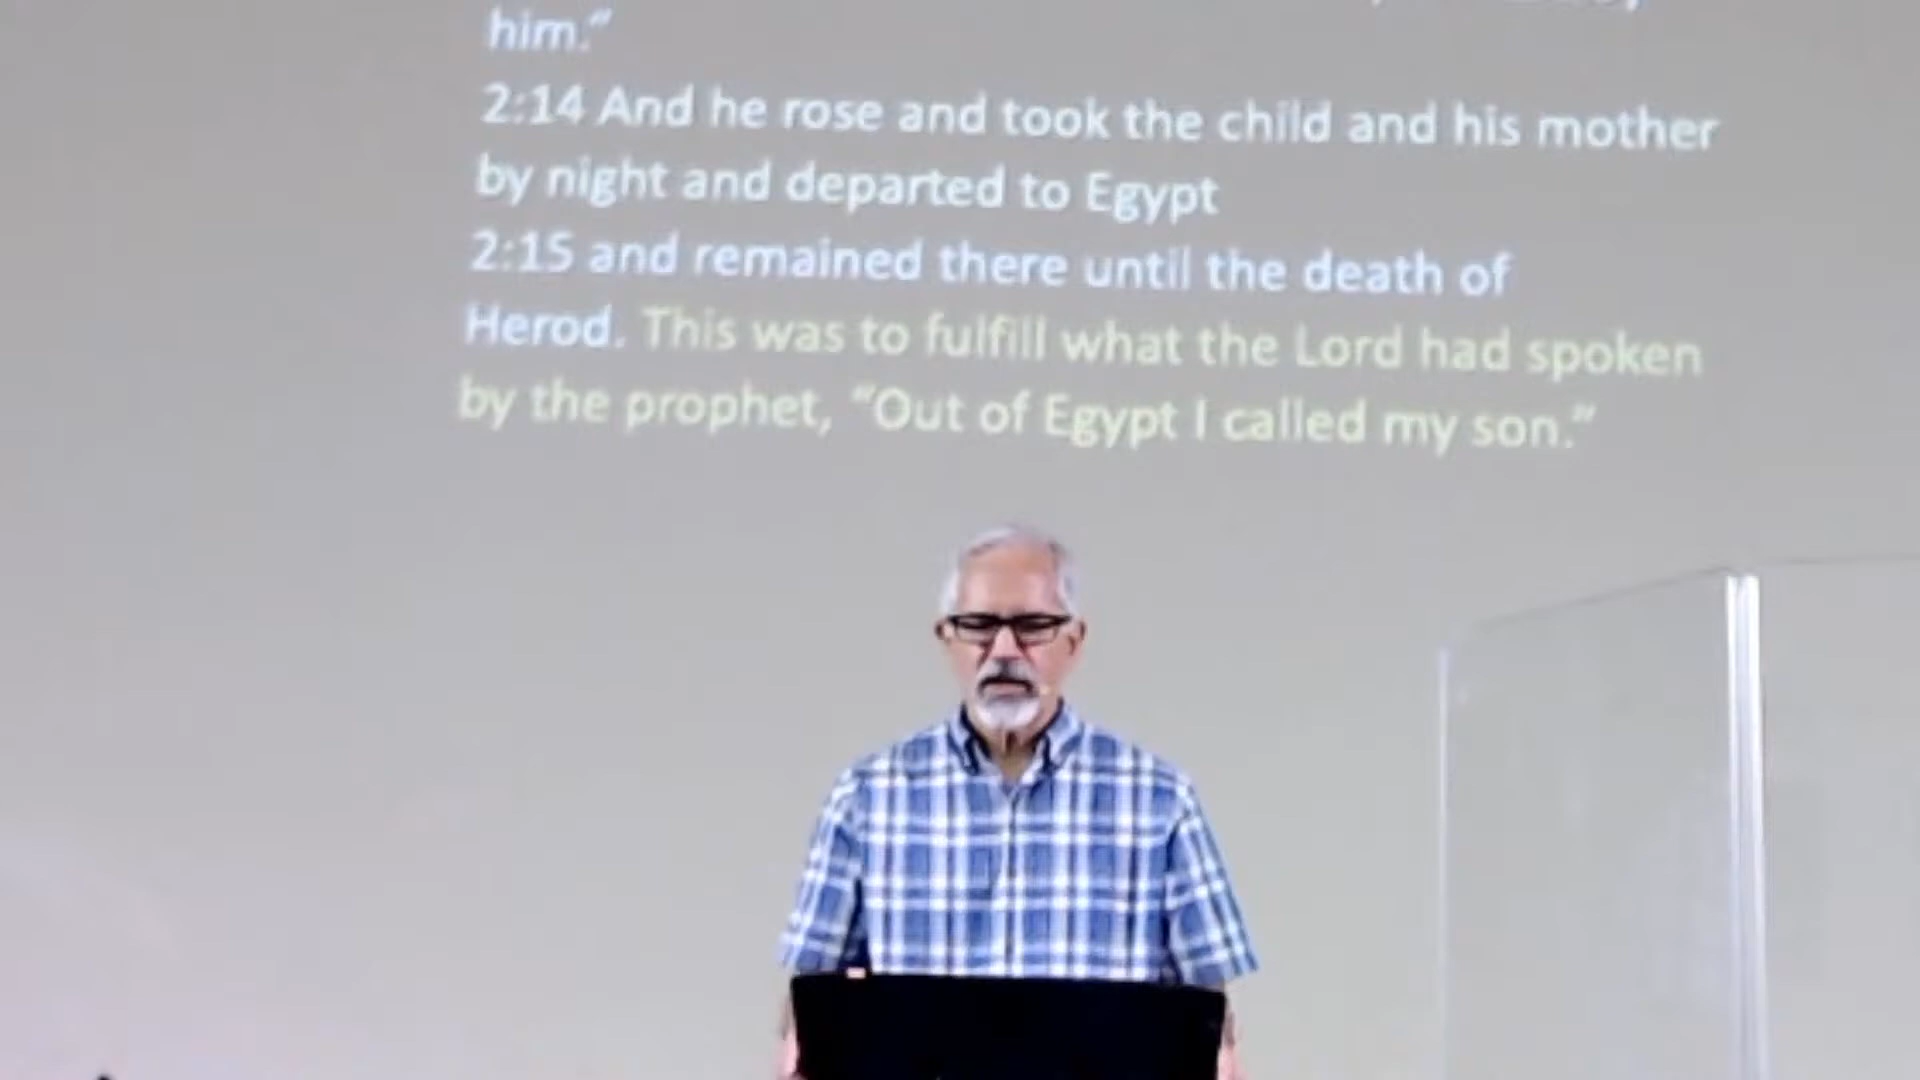 him.”
2:14 And he rose and took the child and his mother
by night and departed to Egypt
2:15 and remained there until the death of
Herod. This was to fulfill what the Lord had spoken
by the prophet, “Out of Egypt I called my son.”